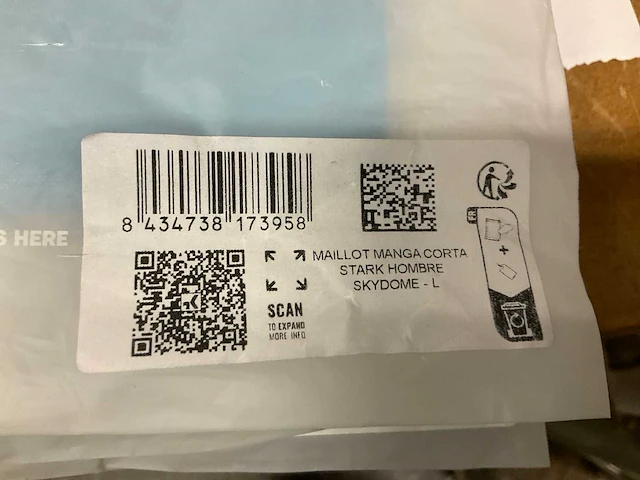 S HERE
8 434738 173958
MAILLOT MANGA CORTA
STARK HOMBRE
SKYDOME - L
SCAN
TO EXPAND
MORE INFO
FR
+